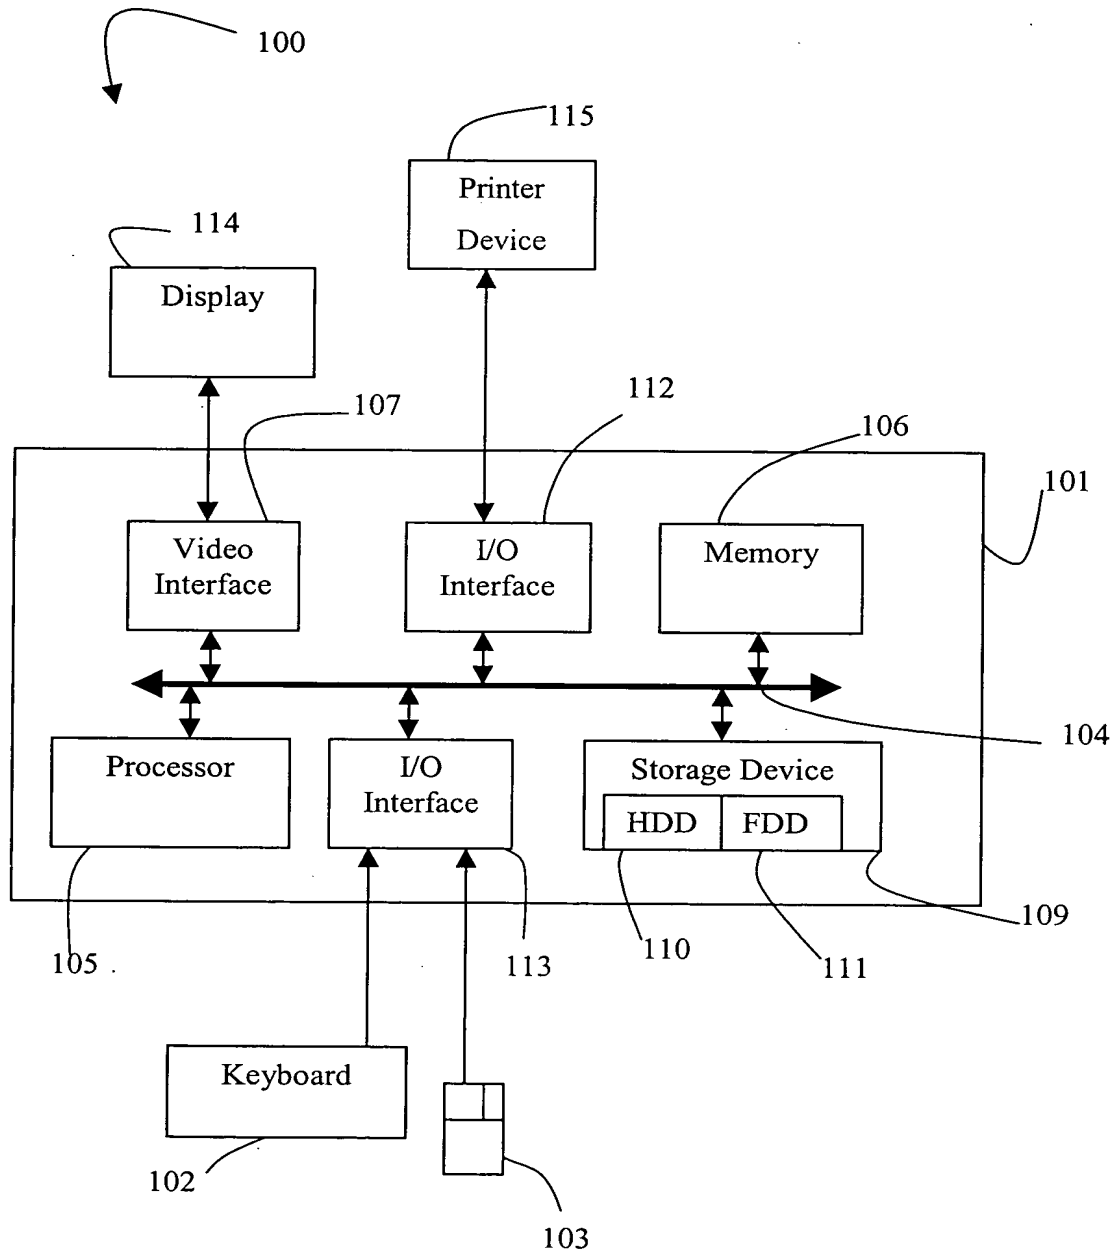 100
115
Printer
Device
114
Display
107
112
106
101
Video
Interface
I/O
Interface
Memory
104
Processor
I/O
Interface
Storage Device
HDD
FDD
105
113
110
111
109
Keyboard
102
103